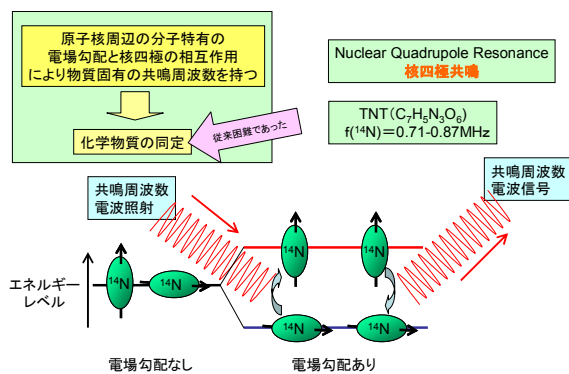 原子核周辺の分子特有の
電場勾配と核四極の相互作用
により物質固有の共鳴周波数を持つ
化学物質の同定
従来困難であった
Nuclear Quadrupole Resonance
核四極共鳴
TNT(C₇H₅N₃O₆)
f(¹⁴N)=0.71-0.87MHz
共鳴周波数
電波照射
共鳴周波数
電波信号
エネルギー
レベル
¹⁴N
¹⁴N
¹⁴N
¹⁴N
¹⁴N
¹⁴N
電場勾配なし
電場勾配あり